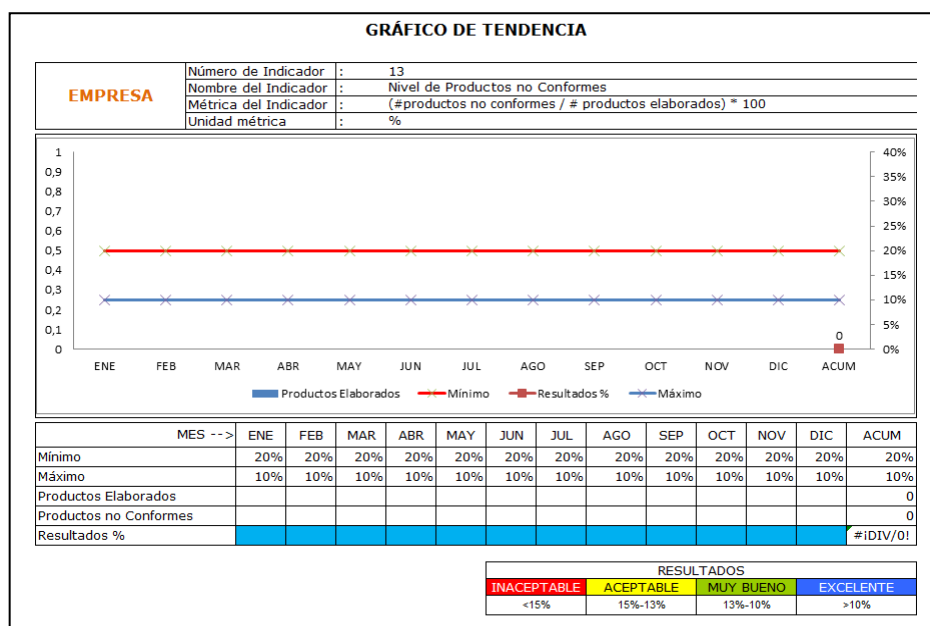 GRÁFICO DE TENDENCIA
EMPRESA
Número de Indicador : 13
Nombre del Indicador : Nivel de Productos no Conformes
Métrica del Indicador : (#productos no conformes / # productos elaborados) * 100
Unidad métrica : %
1 40%
0,9 35%
0,8 30%
0,7
0,6 25%
0,5 20%
0,4 15%
0,3
0,2 10%
0,1 5%
0 0%
0
ENE FEB MAR ABR MAY JUN JUL AGO SEP OCT NOV DIC ACUM
Productos Elaborados Mínimo Resultados % Máximo
MES --> ENE FEB MAR ABR MAY JUN JUL AGO SEP OCT NOV DIC ACUM
Mínimo 20% 20% 20% 20% 20% 20% 20% 20% 20% 20% 20% 20% 20%
Máximo 10% 10% 10% 10% 10% 10% 10% 10% 10% 10% 10% 10% 10%
Productos Elaborados 0
Productos no Conformes 0
Resultados % #¡DIV/0!
RESULTADOS
INACEPTABLE ACEPTABLE MUY BUENO EXCELENTE
<15% 15%-13% 13%-10% >10%